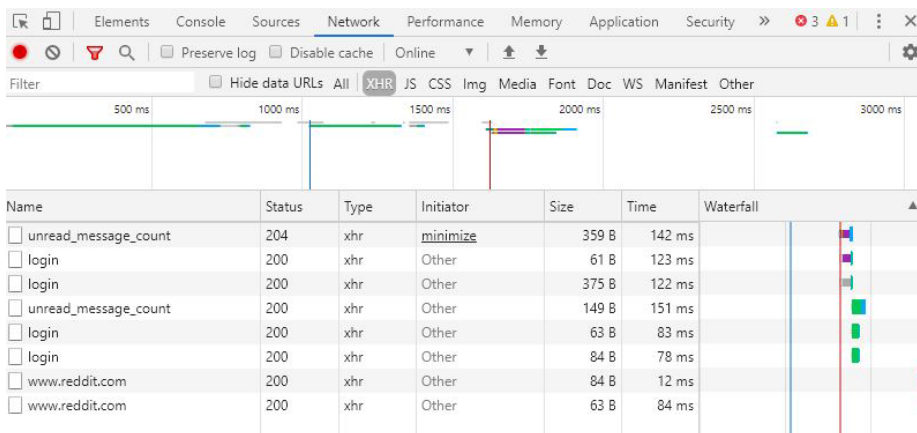 Elements Console Sources Network Performance Memory Application Security » 3 1
Preserve log Disable cache Online
Filter Hide data URLs All XHR JS CSS Img Media Font Doc WS Manifest Other
500 ms 1000 ms 1500 ms 2000 ms 2500 ms 3000 ms
Name Status Type Initiator Size Time Waterfall
unread_message_count 204 xhr minimize 359 B 142 ms
login 200 xhr Other 61 B 123 ms
login 200 xhr Other 375 B 122 ms
unread_message_count 200 xhr Other 149 B 151 ms
login 200 xhr Other 63 B 83 ms
login 200 xhr Other 84 B 78 ms
www.reddit.com 200 xhr Other 84 B 12 ms
www.reddit.com 200 xhr Other 63 B 84 ms